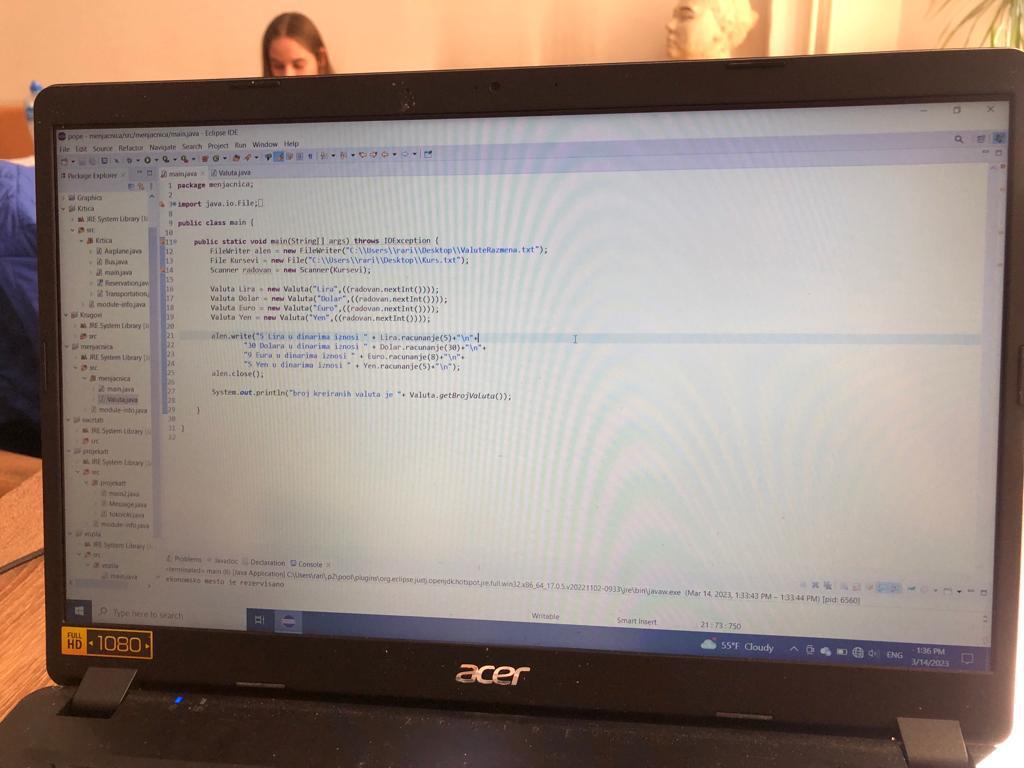 pope - menjacnica/src/menjacnica/main.java - Eclipse IDE
File Edit Source Refactor Navigate Search Project Run Window Help
Package Explorer
main.java
Valuta.java
Graphics
Krtica
JRE System Library
src
Krtica
Airplane.java
Bus.java
main.java
Reservation.jav
Transportation.
module-info.java
Krugovi
JRE System Library
src
menjacnica
JRE System Library
src
menjacnica
main.java
Valuta.java
module-info.java
nacrtab
JRE System Library
src
projekatt
JRE System Library
src
projekatt
main2.java
Message.java
module-info.java
vozila
JRE System Library
src
vozila
main.java
1 package menjacnica;
2
3 import java.io.File;
8
9 public class main {
10
11 public static void main(String[] args) throws IOException {
12 FileWriter alen = new FileWriter("C:\\Users\\rari\\Desktop\\ValuteRazmena.txt");
13 File Kursevi = new File("C:\\Users\\rari\\Desktop\\Kurs.txt");
14 Scanner radovan = new Scanner(Kursevi);
15
16 Valuta Lira = new Valuta("Lira",((radovan.nextInt())));
17 Valuta Dolar = new Valuta("Dolar",((radovan.nextInt())));
18 Valuta Euro = new Valuta("Euro",((radovan.nextInt())));
19 Valuta Yen = new Valuta("Yen",((radovan.nextInt())));
20
21 alen.write("5 Lira u dinarima iznosi " + Lira.racunanje(5)+"\n"+
22 "30 Dolara u dinarima iznosi " + Dolar.racunanje(30)+"\n"+
23 "9 Eura u dinarima iznosi " + Euro.racunanje(8)+"\n"+
24 "5 Yen u dinarima iznosi " + Yen.racunanje(5)+"\n");
25 alen.close();
26
27 System.out.println("broj kreiranih valuta je "+ Valuta.getBrojValuta());
28
29 }
30
31 }
32
Problems Javadoc Declaration Console
<terminated> main (6) [Java Application] C:\Users\rari\.p2\pool\plugins\org.eclipse.justj.openjdk.hotspot.jre.full.win32.x86_64_17.0.5.v20221102-0933\jre\bin\javaw.exe (Mar 14, 2023, 1:33:43 PM – 1:33:44 PM) [pid: 6560]
ekonomsko mesto je rezervisano
Writable
Smart Insert
21 : 73 : 750
Type here to search
55°F Cloudy
ENG
1:36 PM
3/14/2023
FULL HD 1080
acer